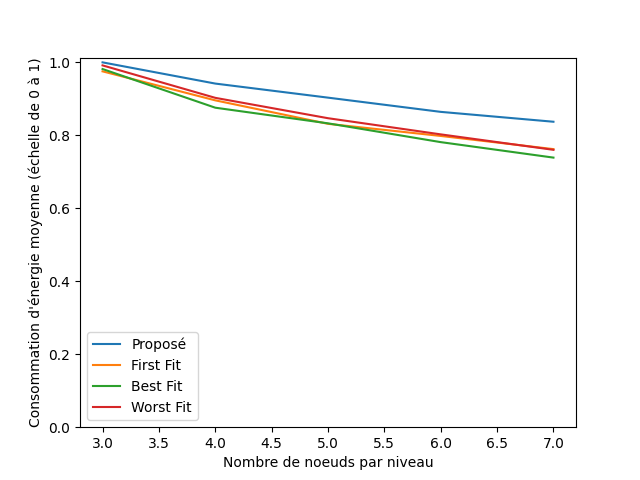 Consommation d'énergie moyenne (échelle de 0 à 1)
1.0
0.8
0.6
0.4
0.2
0.0
Proposé
First Fit
Best Fit
Worst Fit
3.0 3.5 4.0 4.5 5.0 5.5 6.0 6.5 7.0
Nombre de noeuds par niveau